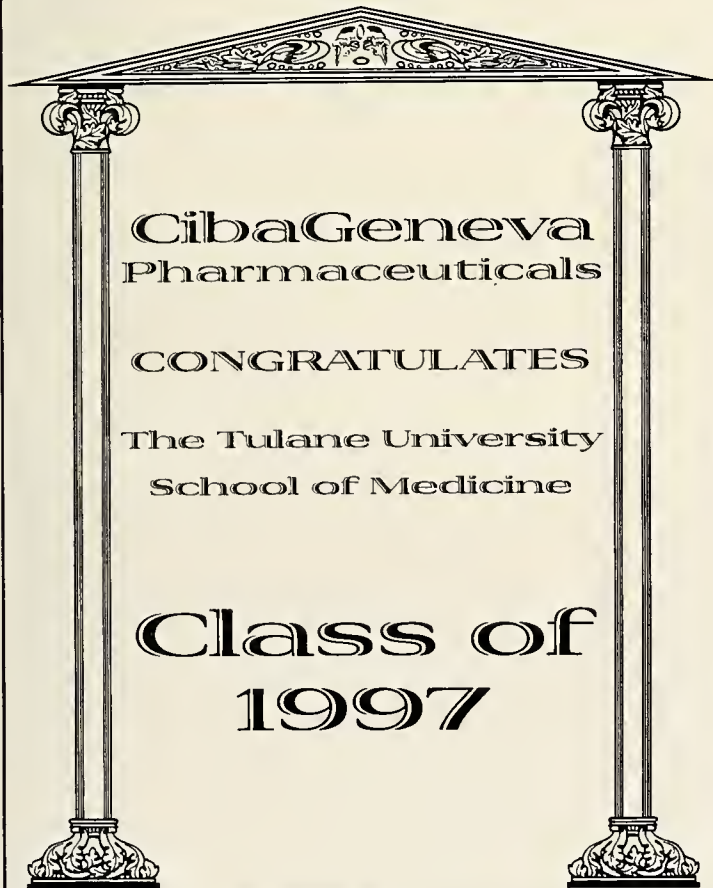 CibaGeneva
Pharmaceuticals
CONGRATULATES
The Tulane University
School of Medicine
Class of
1997